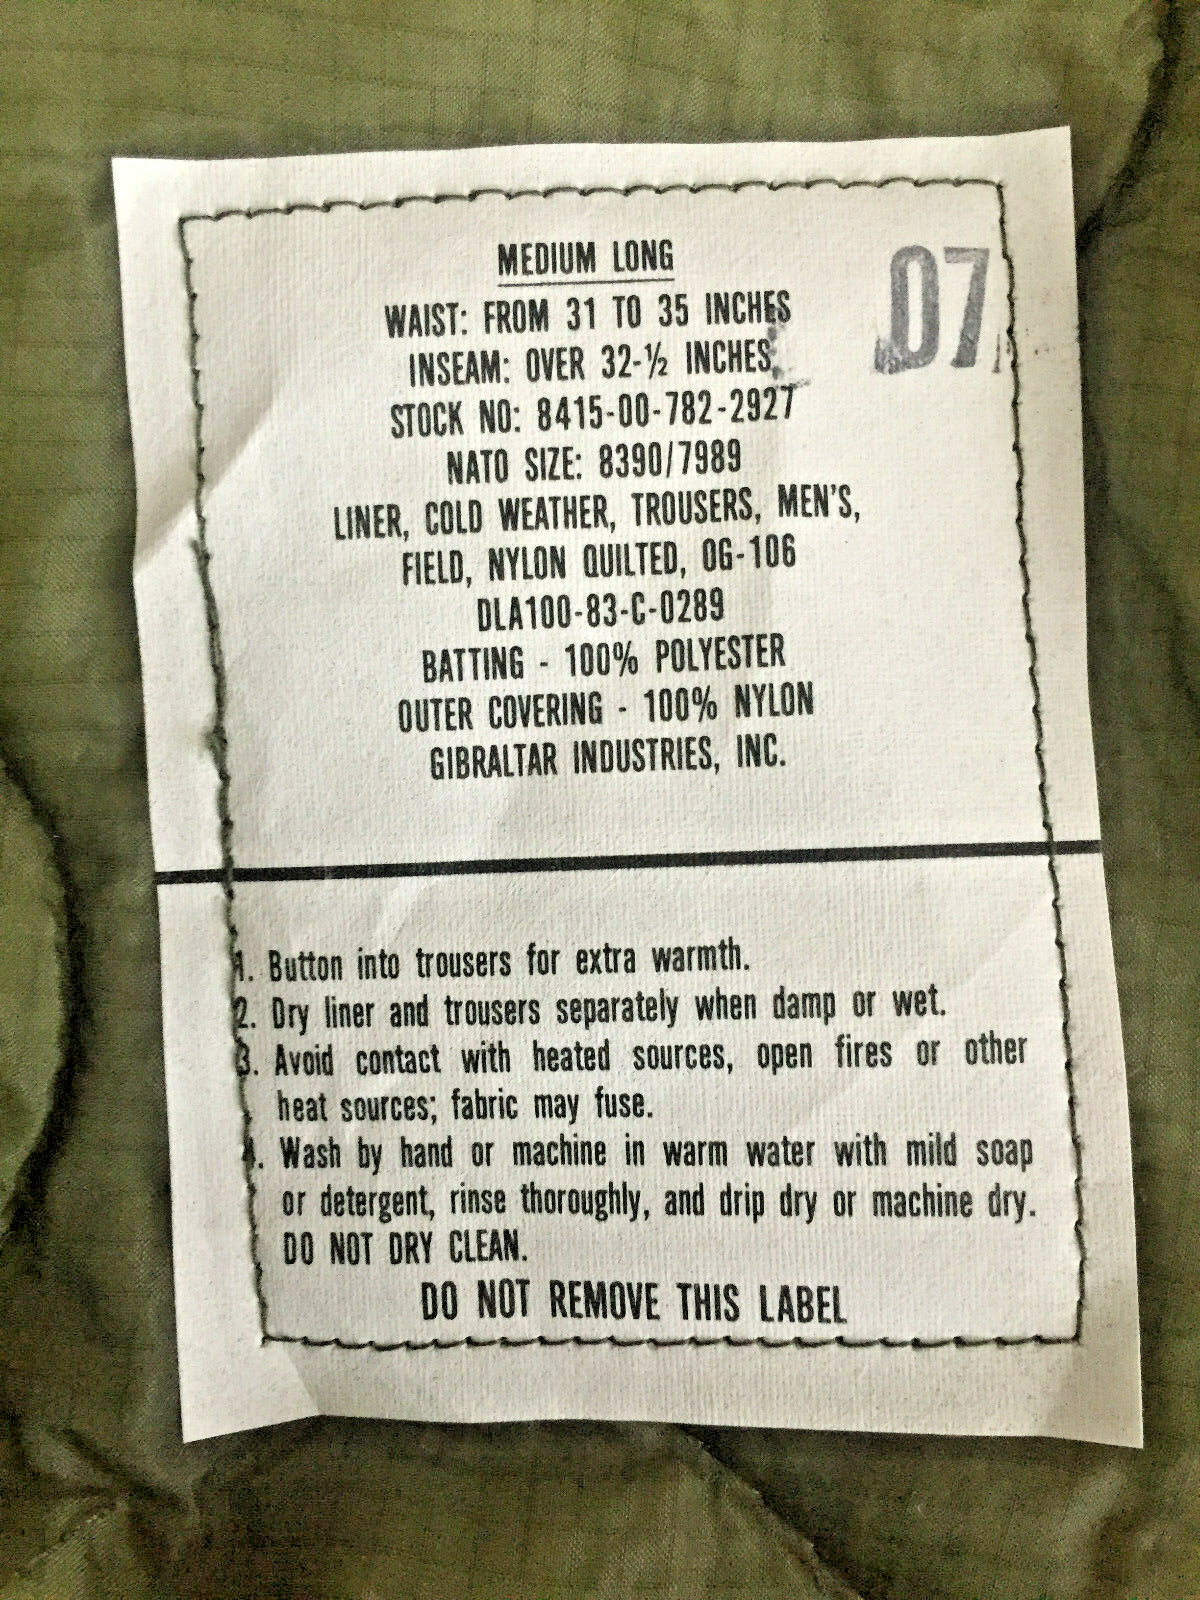 MEDIUM LONG
07
WAIST: FROM 31 TO 35 INCHES
INSEAM: OVER 32-½ INCHES
STOCK NO: 8415-00-782-2927
NATO SIZE: 8390/7989
LINER, COLD WEATHER, TROUSERS, MEN'S,
FIELD, NYLON QUILTED, OG-106
DLA100-83-C-0289
BATTING - 100% POLYESTER
OUTER COVERING - 100% NYLON
GIBRALTAR INDUSTRIES, INC.
1. Button into trousers for extra warmth.
2. Dry liner and trousers separately when damp or wet.
3. Avoid contact with heated sources, open fires or other
heat sources; fabric may fuse.
4. Wash by hand or machine in warm water with mild soap
or detergent, rinse thoroughly, and drip dry or machine dry.
DO NOT DRY CLEAN.
DO NOT REMOVE THIS LABEL